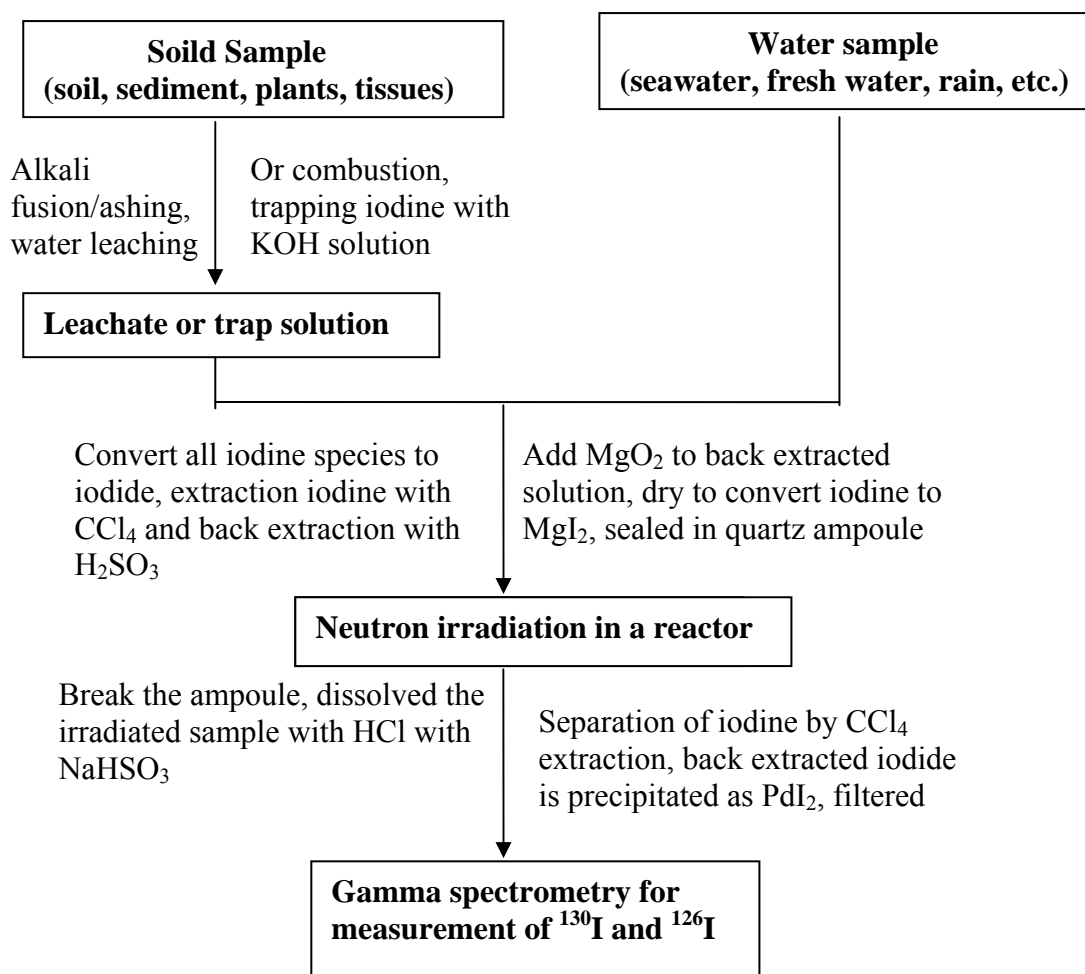 Soild Sample
(soil, sediment, plants, tissues)
Water sample
(seawater, fresh water, rain, etc.)
Alkali
fusion/ashing,
water leaching
Or combustion,
trapping iodine with
KOH solution
Leachate or trap solution
Convert all iodine species to
iodide, extraction iodine with
CCl₄ and back extraction with
H₂SO₃
Add MgO₂ to back extracted
solution, dry to convert iodine to
MgI₂, sealed in quartz ampoule
Neutron irradiation in a reactor
Break the ampoule, dissolved the
irradiated sample with HCl with
NaHSO₃
Separation of iodine by CCl₄
extraction, back extracted iodide
is precipitated as PdI₂, filtered
Gamma spectrometry for
measurement of ¹³⁰I and ¹²⁶I